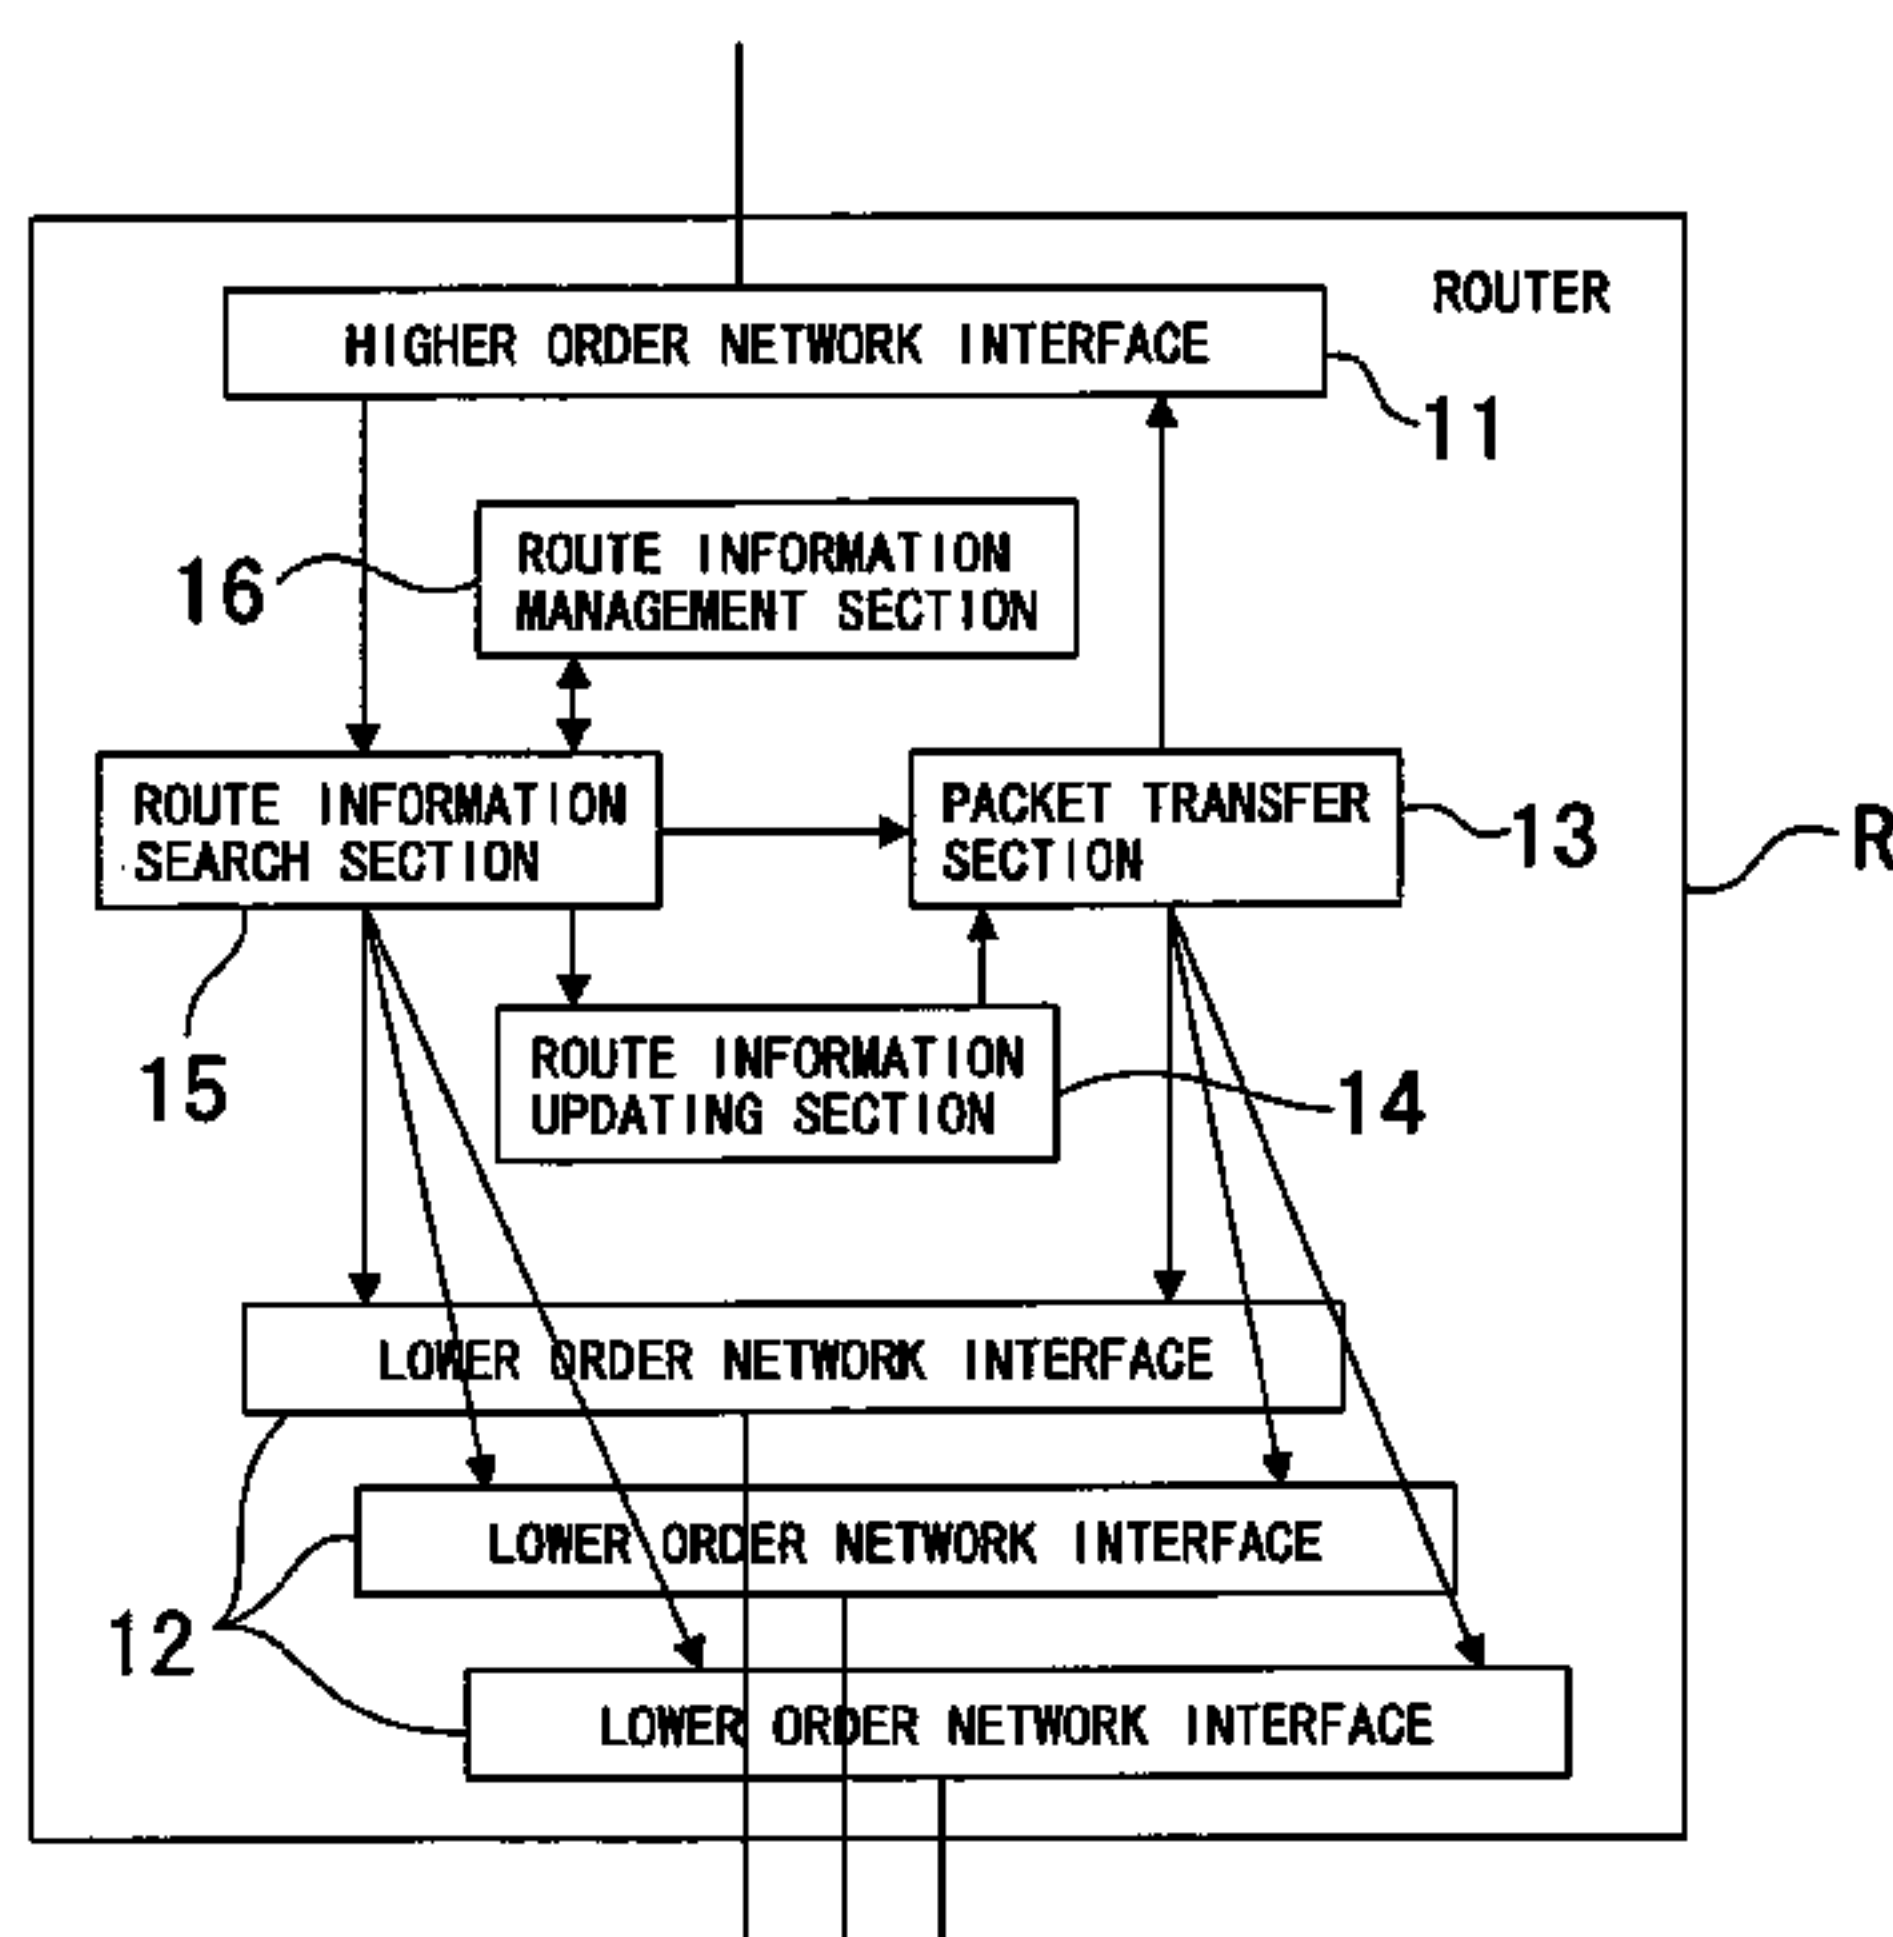 ROUTER
HIGHER ORDER NETWORK INTERFACE
11
ROUTE INFORMATION
MANAGEMENT SECTION
16
ROUTE INFORMATION
SEARCH SECTION
PACKET TRANSFER
SECTION
13
R
15
ROUTE INFORMATION
UPDATING SECTION
14
LOWER ORDER NETWORK INTERFACE
LOWER ORDER NETWORK INTERFACE
12
LOWER ORDER NETWORK INTERFACE